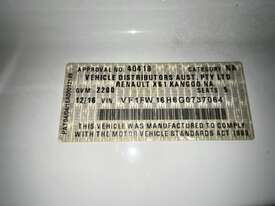 APPROVAL NO. 40418 CATEGORY NA
VEHICLE DISTRIBUTORS AUST. PTY LTD
RENAULT X61 KANGOO NA
GVM 2200 SEATS 5
12/16 VIN VF1FW16H6G0737064
THIS VEHICLE WAS MANUFACTURED TO COMPLY
WITH THE MOTOR VEHICLE STANDARDS ACT 1989.